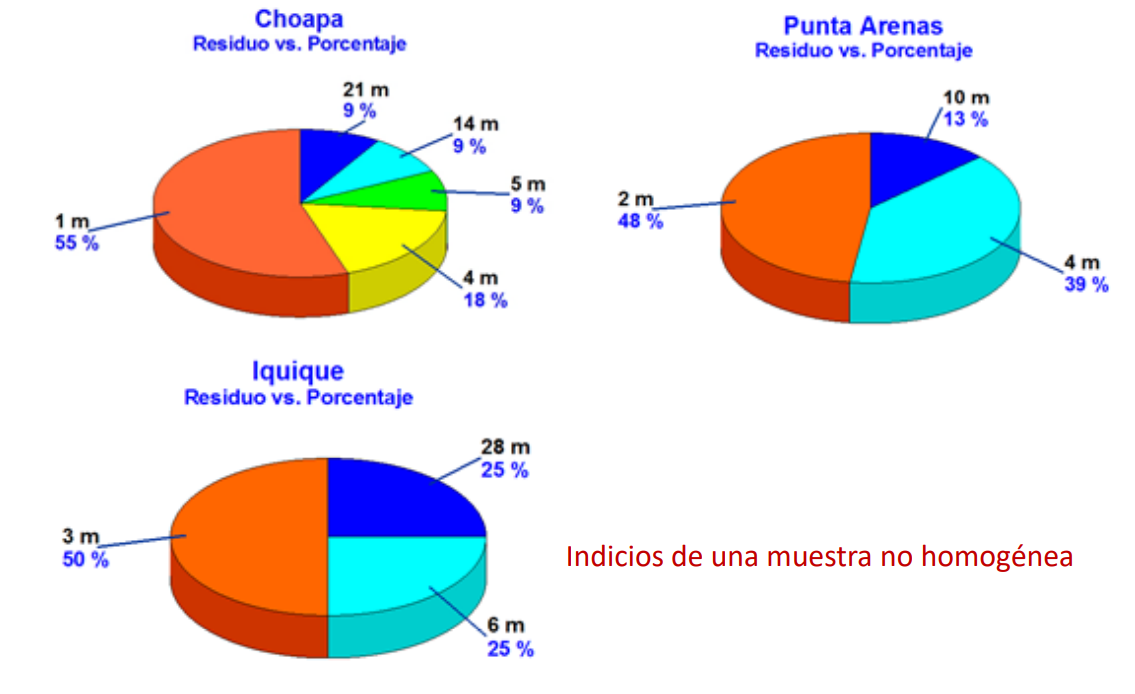 Choapa
Residuo vs. Porcentaje
21 m
9 %
14 m
9 %
5 m
9 %
4 m
18 %
1 m
55 %
Punta Arenas
Residuo vs. Porcentaje
10 m
13 %
4 m
39 %
2 m
48 %
Iquique
Residuo vs. Porcentaje
28 m
25 %
6 m
25 %
3 m
50 %
Indicios de una muestra no homogénea